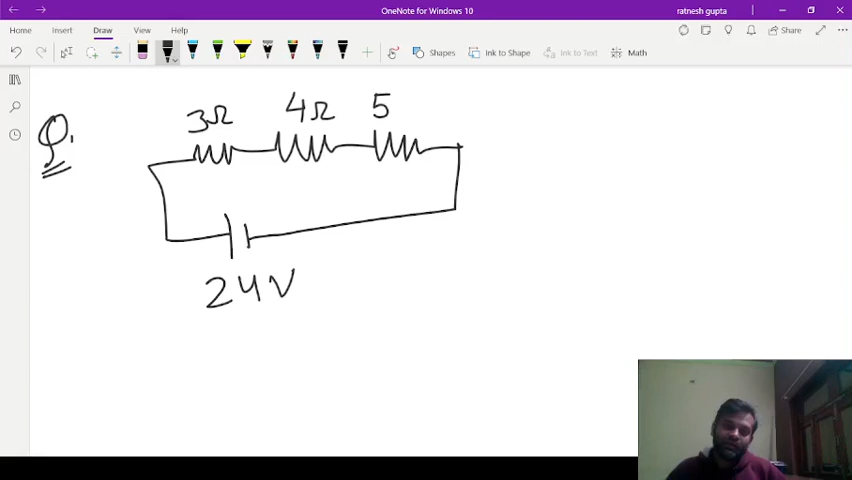 OneNote for Windows 10
ratnesh gupta
Home Insert Draw View Help
Share
Shapes Ink to Shape Ink to Text Math
Q.
3Ω 4Ω 5
24V